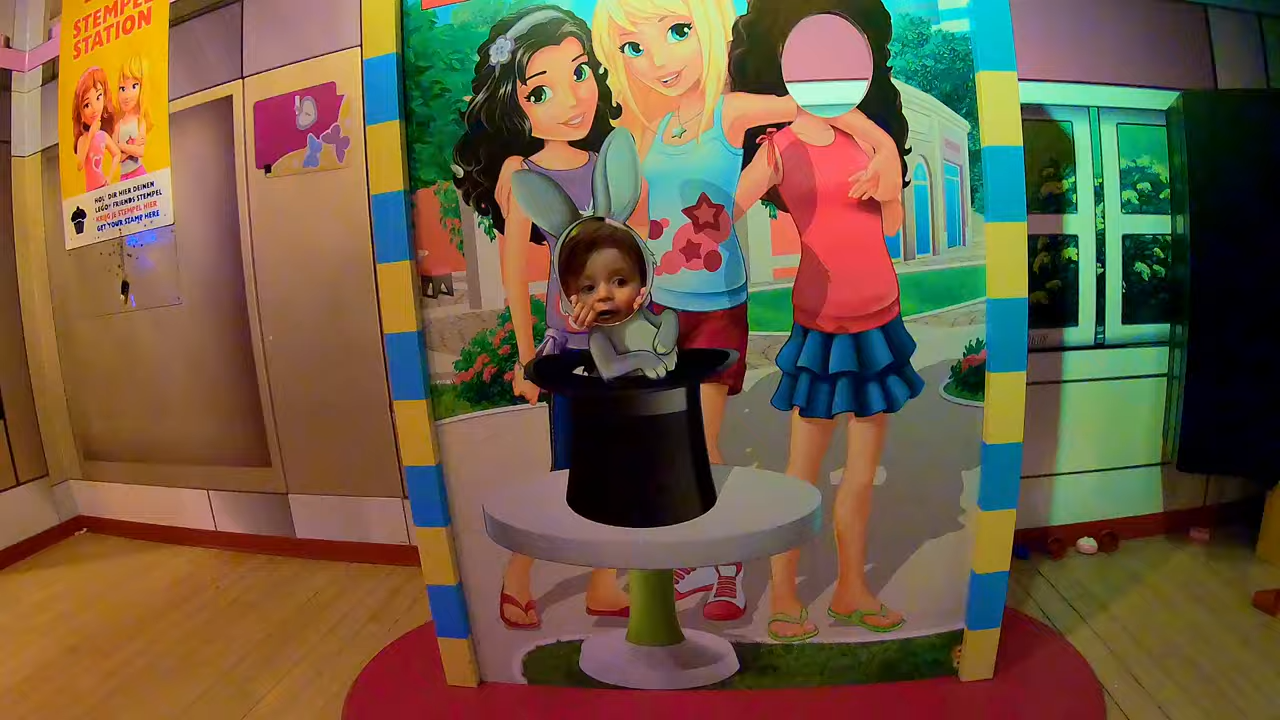 STEMPEL
STATION
HOL' DIR HIER DEINEN
LEGO® FRIENDS STEMPEL
KRIJG JE STEMPEL HIER
GET YOUR STAMP HERE